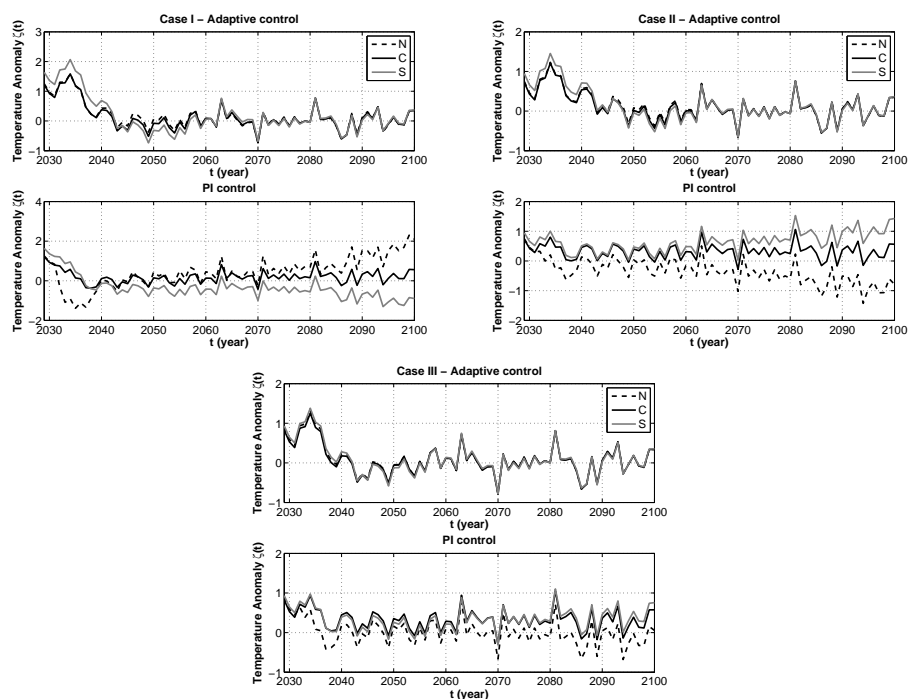 Case I – Adaptive control
Temperature Anomaly ζ(t)
3
2
1
0
−1
N
C
S
2030 2040 2050 2060 2070 2080 2090 2100
t (year)
PI control
Temperature Anomaly ζ(t)
4
2
0
−2
2030 2040 2050 2060 2070 2080 2090 2100
t (year)
Case II – Adaptive control
Temperature Anomaly ζ(t)
2
1
0
−1
N
C
S
2030 2040 2050 2060 2070 2080 2090 2100
t (year)
PI control
Temperature Anomaly ζ(t)
2
1
0
−1
−2
2030 2040 2050 2060 2070 2080 2090 2100
t (year)
Case III – Adaptive control
Temperature Anomaly ζ(t)
2
1
0
−1
N
C
S
2030 2040 2050 2060 2070 2080 2090 2100
t (year)
PI control
Temperature Anomaly ζ(t)
2
1
0
−1
2030 2040 2050 2060 2070 2080 2090 2100
t (year)